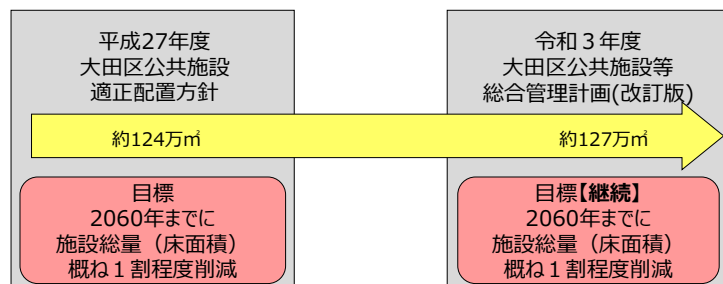 平成27年度
大田区公共施設
適正配置方針
令和３年度
大田区公共施設等
総合管理計画(改訂版)
約124万㎡
約127万㎡
目標
2060年までに
施設総量（床面積）
概ね１割程度削減
目標【継続】
2060年までに
施設総量（床面積）
概ね１割程度削減